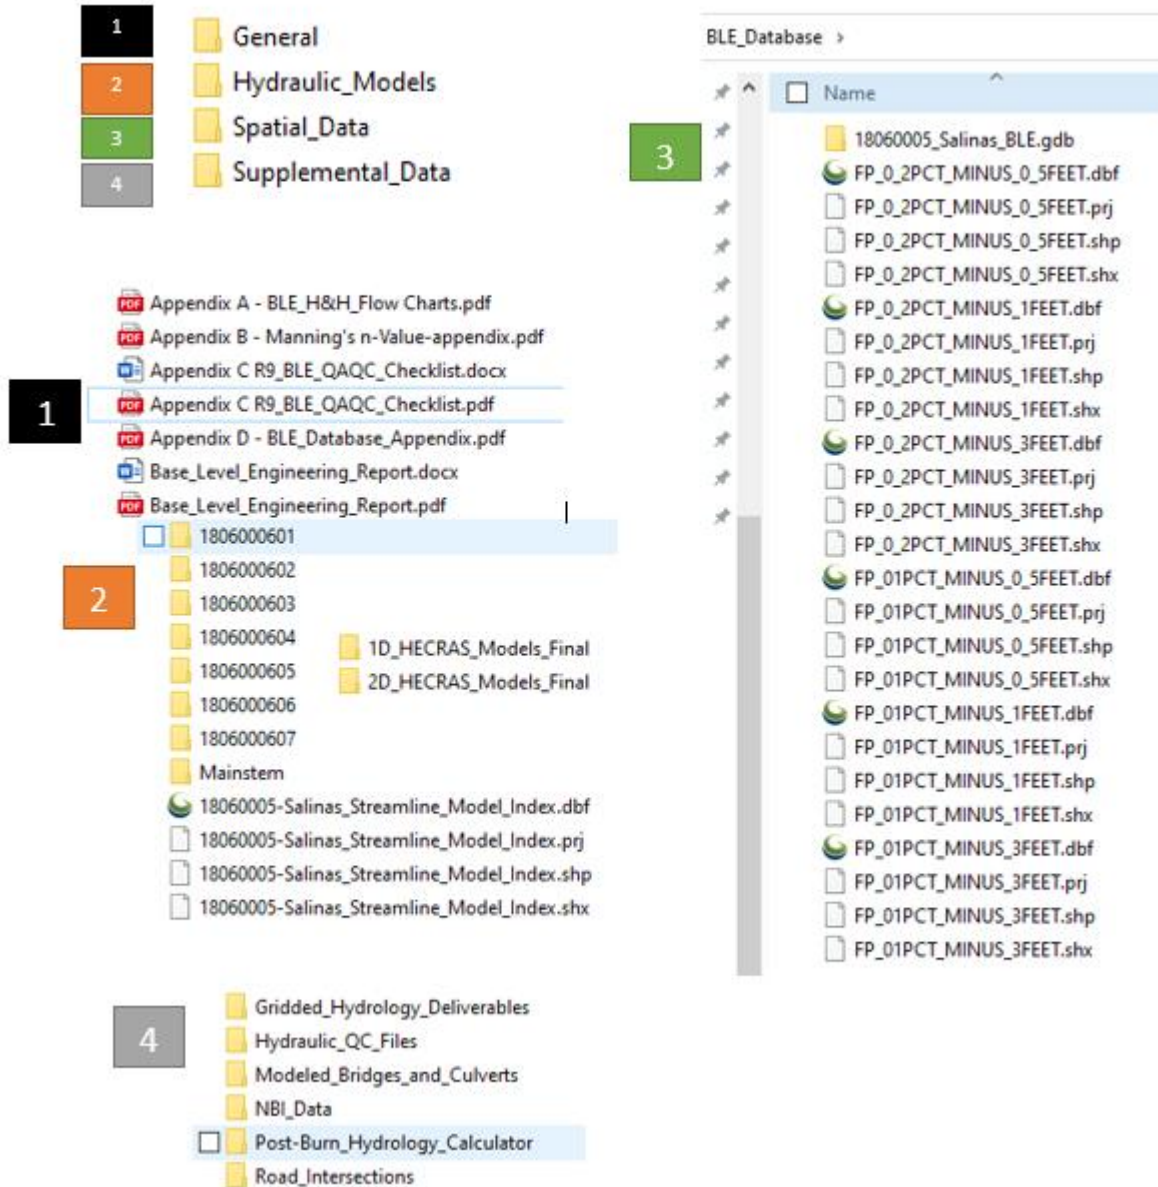 1 General
2 Hydraulic_Models
3 Spatial_Data
4 Supplemental_Data
1
Appendix A - BLE_H&H_Flow Charts.pdf
Appendix B - Manning's n-Value-appendix.pdf
Appendix C R9_BLE_QAQC_Checklist.docx
Appendix C R9_BLE_QAQC_Checklist.pdf
Appendix D - BLE_Database_Appendix.pdf
Base_Level_Engineering_Report.docx
Base_Level_Engineering_Report.pdf
2
1806000601
1806000602
1806000603
1806000604
1806000605
1806000606
1806000607
Mainstem
18060005-Salinas_Streamline_Model_Index.dbf
18060005-Salinas_Streamline_Model_Index.prj
18060005-Salinas_Streamline_Model_Index.shp
18060005-Salinas_Streamline_Model_Index.shx
1D_HECRAS_Models_Final
2D_HECRAS_Models_Final
BLE_Database >
Name
3
18060005_Salinas_BLE.gdb
FP_0_2PCT_MINUS_0_5FEET.dbf
FP_0_2PCT_MINUS_0_5FEET.prj
FP_0_2PCT_MINUS_0_5FEET.shp
FP_0_2PCT_MINUS_0_5FEET.shx
FP_0_2PCT_MINUS_1FEET.dbf
FP_0_2PCT_MINUS_1FEET.prj
FP_0_2PCT_MINUS_1FEET.shp
FP_0_2PCT_MINUS_1FEET.shx
FP_0_2PCT_MINUS_3FEET.dbf
FP_0_2PCT_MINUS_3FEET.prj
FP_0_2PCT_MINUS_3FEET.shp
FP_0_2PCT_MINUS_3FEET.shx
FP_01PCT_MINUS_0_5FEET.dbf
FP_01PCT_MINUS_0_5FEET.prj
FP_01PCT_MINUS_0_5FEET.shp
FP_01PCT_MINUS_0_5FEET.shx
FP_01PCT_MINUS_1FEET.dbf
FP_01PCT_MINUS_1FEET.prj
FP_01PCT_MINUS_1FEET.shp
FP_01PCT_MINUS_1FEET.shx
FP_01PCT_MINUS_3FEET.dbf
FP_01PCT_MINUS_3FEET.prj
FP_01PCT_MINUS_3FEET.shp
FP_01PCT_MINUS_3FEET.shx
4
Gridded_Hydrology_Deliverables
Hydraulic_QC_Files
Modeled_Bridges_and_Culverts
NBI_Data
Post-Burn_Hydrology_Calculator
Road_Intersections